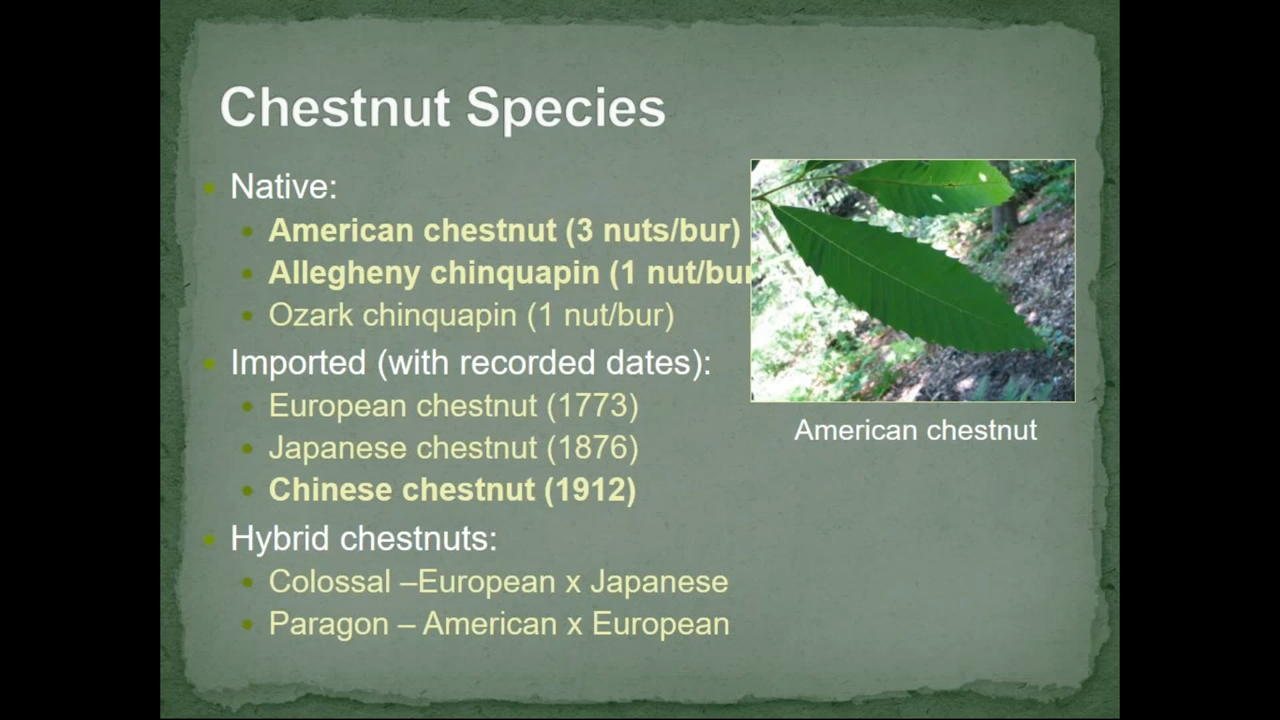 Chestnut Species
Native:
American chestnut (3 nuts/bur)
Allegheny chinquapin (1 nut/bur
Ozark chinquapin (1 nut/bur)
Imported (with recorded dates):
European chestnut (1773)
Japanese chestnut (1876)
Chinese chestnut (1912)
Hybrid chestnuts:
Colossal –European x Japanese
Paragon – American x European
American chestnut